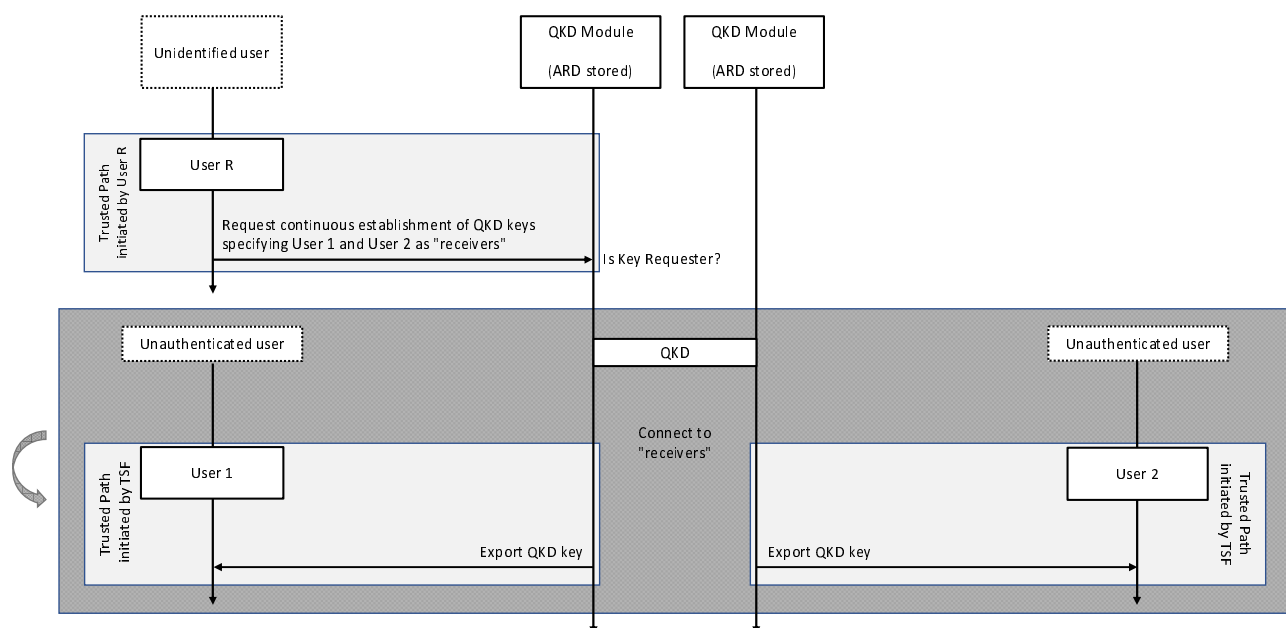 Unidentified user
QKD Module
(ARD stored)
QKD Module
(ARD stored)
Trusted Path
initiated by User R
User R
Request continuous establishment of QKD keys
specifying User 1 and User 2 as "receivers"
Is Key Requester?
Unauthenticated user
QKD
Unauthenticated user
Connect to
"receivers"
Trusted Path
initiated by TSF
User 1
Export QKD key
User 2
Trusted Path
initiated by TSF
Export QKD key